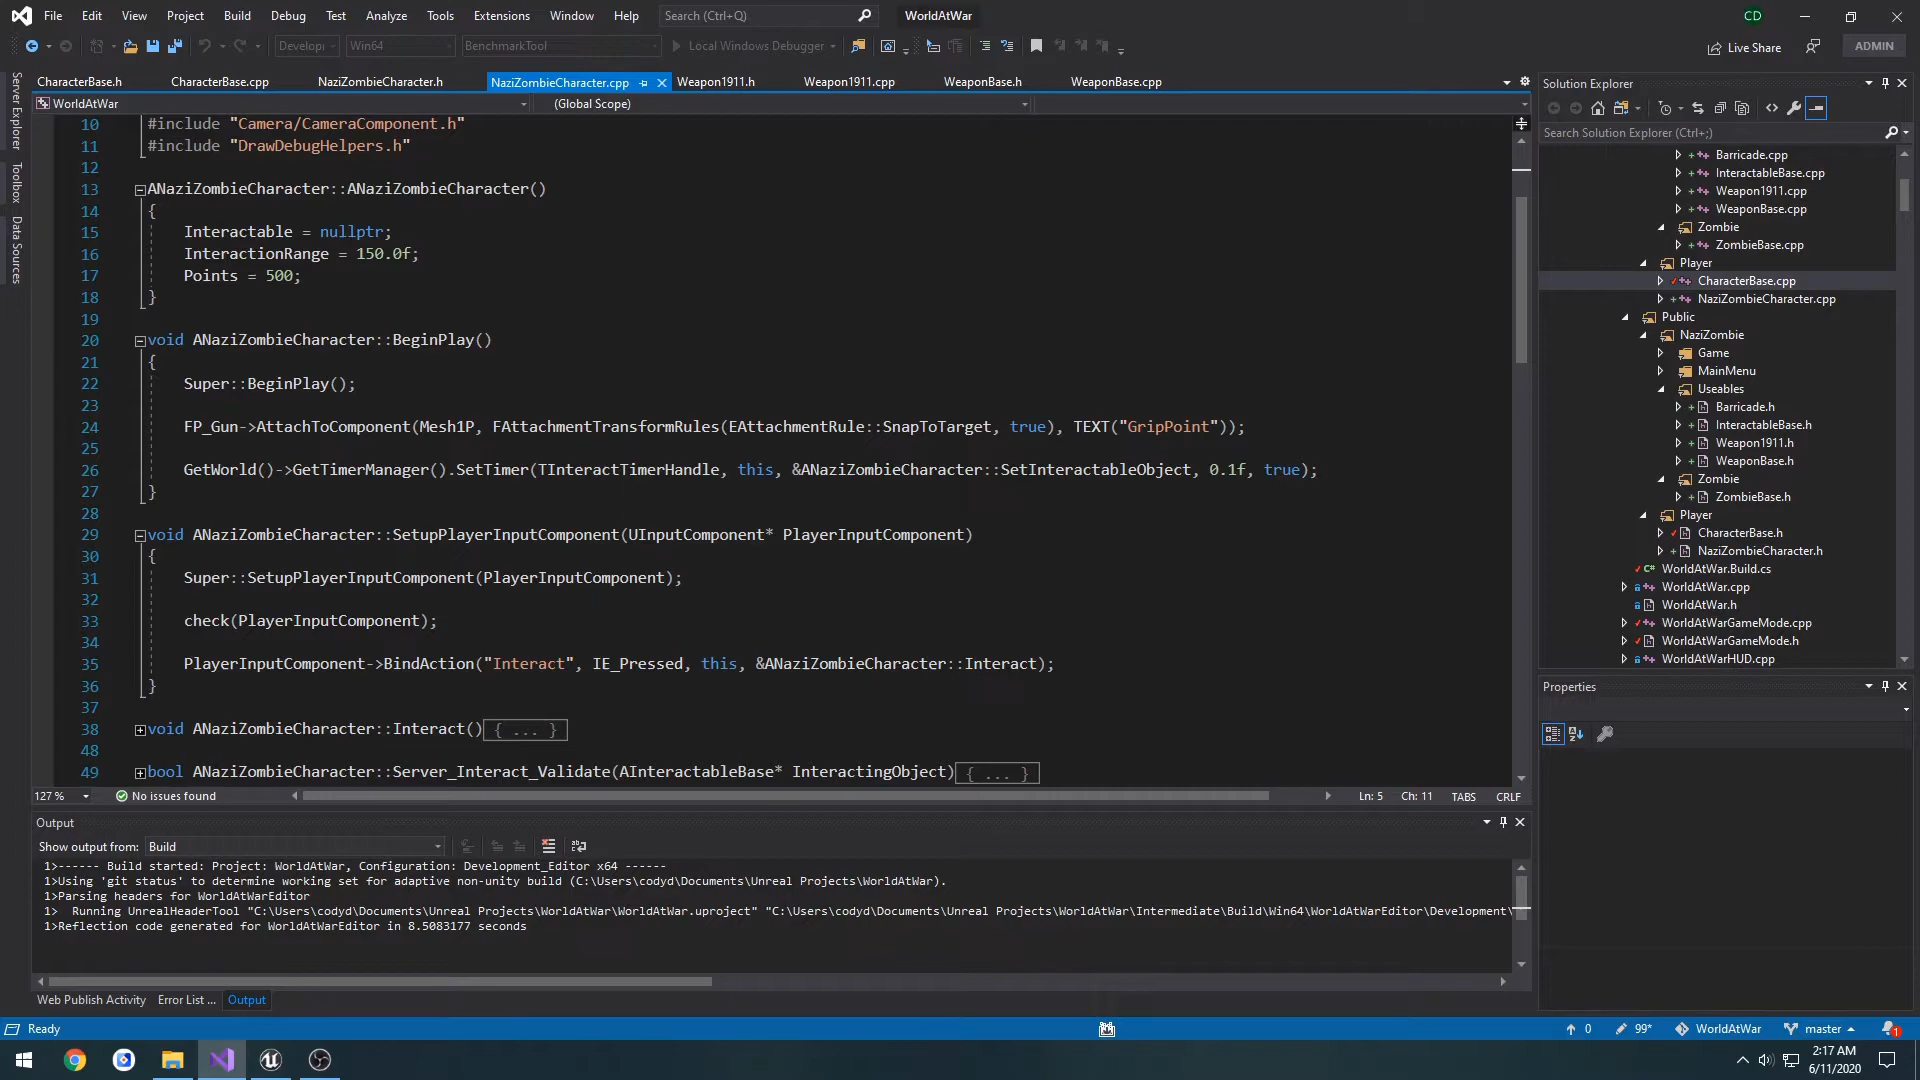 File Edit View Project Build Debug Test Analyze Tools Extensions Window Help Search (Ctrl+Q) WorldAtWar CD
Develop Win64 BenchmarkTool Local Windows Debugger Live Share ADMIN
CharacterBase.h CharacterBase.cpp NaziZombieCharacter.h NaziZombieCharacter.cpp Weapon1911.h Weapon1911.cpp WeaponBase.h WeaponBase.cpp
WorldAtWar (Global Scope)
Server Explorer
Toolbox
Data Sources
10 #include "Camera/CameraComponent.h"
11 #include "DrawDebugHelpers.h"
12
13 ANaziZombieCharacter::ANaziZombieCharacter()
14 {
15 Interactable = nullptr;
16 InteractionRange = 150.0f;
17 Points = 500;
18 }
19
20 void ANaziZombieCharacter::BeginPlay()
21 {
22 Super::BeginPlay();
23
24 FP_Gun->AttachToComponent(Mesh1P, FAttachmentTransformRules(EAttachmentRule::SnapToTarget, true), TEXT("GripPoint"));
25
26 GetWorld()->GetTimerManager().SetTimer(TInteractTimerHandle, this, &ANaziZombieCharacter::SetInteractableObject, 0.1f, true);
27 }
28
29 void ANaziZombieCharacter::SetupPlayerInputComponent(UInputComponent* PlayerInputComponent)
30 {
31 Super::SetupPlayerInputComponent(PlayerInputComponent);
32
33 check(PlayerInputComponent);
34
35 PlayerInputComponent->BindAction("Interact", IE_Pressed, this, &ANaziZombieCharacter::Interact);
36 }
37
38 void ANaziZombieCharacter::Interact(){ ... }
48
49 bool ANaziZombieCharacter::Server_Interact_Validate(AInteractableBase* InteractingObject){ ... }
127 % No issues found Ln: 5 Ch: 11 TABS CRLF
Output
Show output from: Build
1>------ Build started: Project: WorldAtWar, Configuration: Development_Editor x64 ------
1>Using 'git status' to determine working set for adaptive non-unity build (C:\Users\codyd\Documents\Unreal Projects\WorldAtWar).
1>Parsing headers for WorldAtWarEditor
1>  Running UnrealHeaderTool "C:\Users\codyd\Documents\Unreal Projects\WorldAtWar\WorldAtWar.uproject" "C:\Users\codyd\Documents\Unreal Projects\WorldAtWar\Intermediate\Build\Win64\WorldAtWarEditor\Development\
1>Reflection code generated for WorldAtWarEditor in 8.5083177 seconds
Web Publish Activity Error List ... Output
Solution Explorer
Search Solution Explorer (Ctrl+;)
Barricade.cpp
InteractableBase.cpp
Weapon1911.cpp
WeaponBase.cpp
Zombie
ZombieBase.cpp
Player
CharacterBase.cpp
NaziZombieCharacter.cpp
Public
NaziZombie
Game
MainMenu
Useables
Barricade.h
InteractableBase.h
Weapon1911.h
WeaponBase.h
Zombie
ZombieBase.h
Player
CharacterBase.h
NaziZombieCharacter.h
WorldAtWar.Build.cs
WorldAtWar.cpp
WorldAtWar.h
WorldAtWarGameMode.cpp
WorldAtWarGameMode.h
WorldAtWarHUD.cpp
Properties
Ready 0 99* WorldAtWar master 1
2:17 AM
6/11/2020